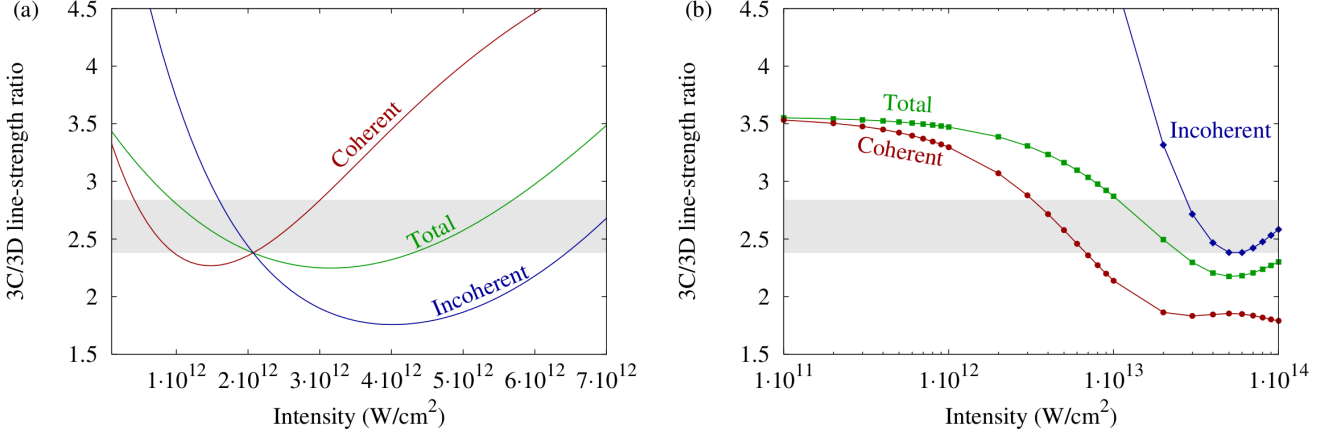 (a)
3C/3D line-strength ratio
4.5
4
3.5
3
2.5
2
1.5
Coherent
Total
Incoherent
1·10^12
2·10^12
3·10^12
4·10^12
5·10^12
6·10^12
7·10^12
Intensity (W/cm^2)
(b)
3C/3D line-strength ratio
4.5
4
3.5
3
2.5
2
1.5
Total
Coherent
Incoherent
1·10^11
1·10^12
1·10^13
1·10^14
Intensity (W/cm^2)